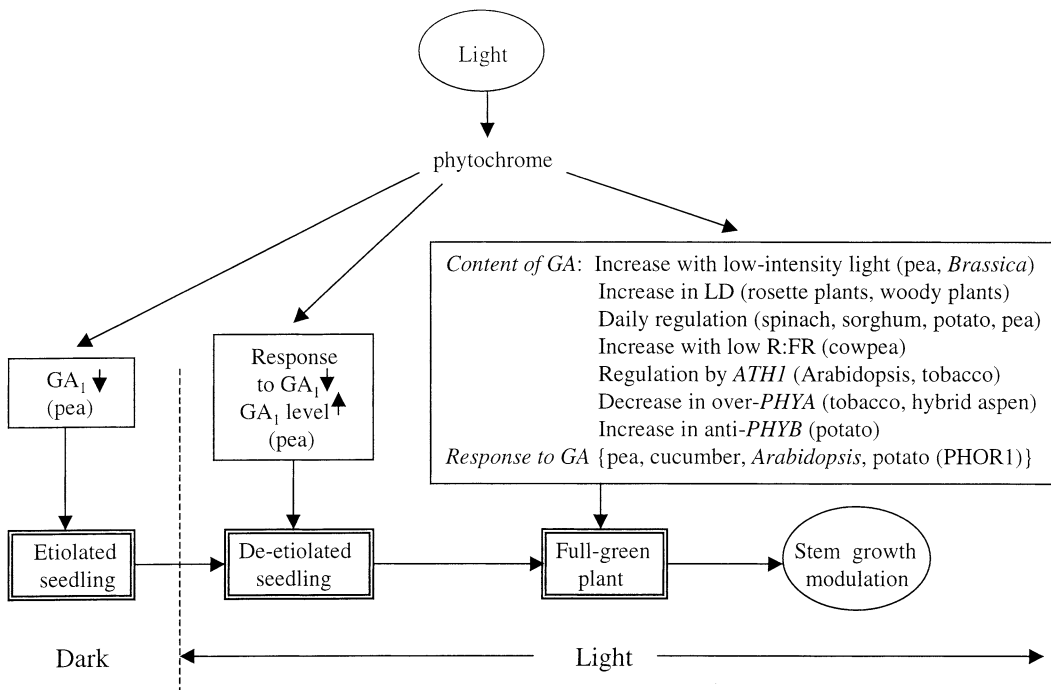 Light
phytochrome
Content of GA: Increase with low-intensity light (pea, Brassica)
Increase in LD (rosette plants, woody plants)
Daily regulation (spinach, sorghum, potato, pea)
Increase with low R:FR (cowpea)
Regulation by ATH1 (Arabidopsis, tobacco)
Decrease in over-PHYA (tobacco, hybrid aspen)
Increase in anti-PHYB (potato)
Response to GA {pea, cucumber, Arabidopsis, potato (PHOR1)}
GA₁
(pea)
Response
to GA₁
GA₁ level
(pea)
Etiolated
seedling
De-etiolated
seedling
Full-green
plant
Stem growth
modulation
Dark
Light